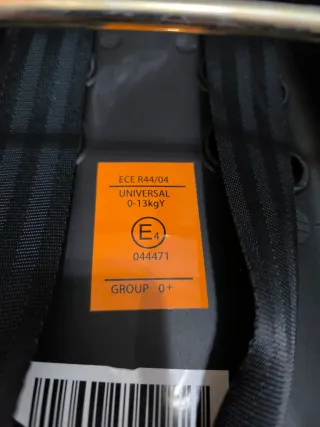 ECE R44/04
UNIVERSAL
0-13kgY
E4
044471
GROUP 0+